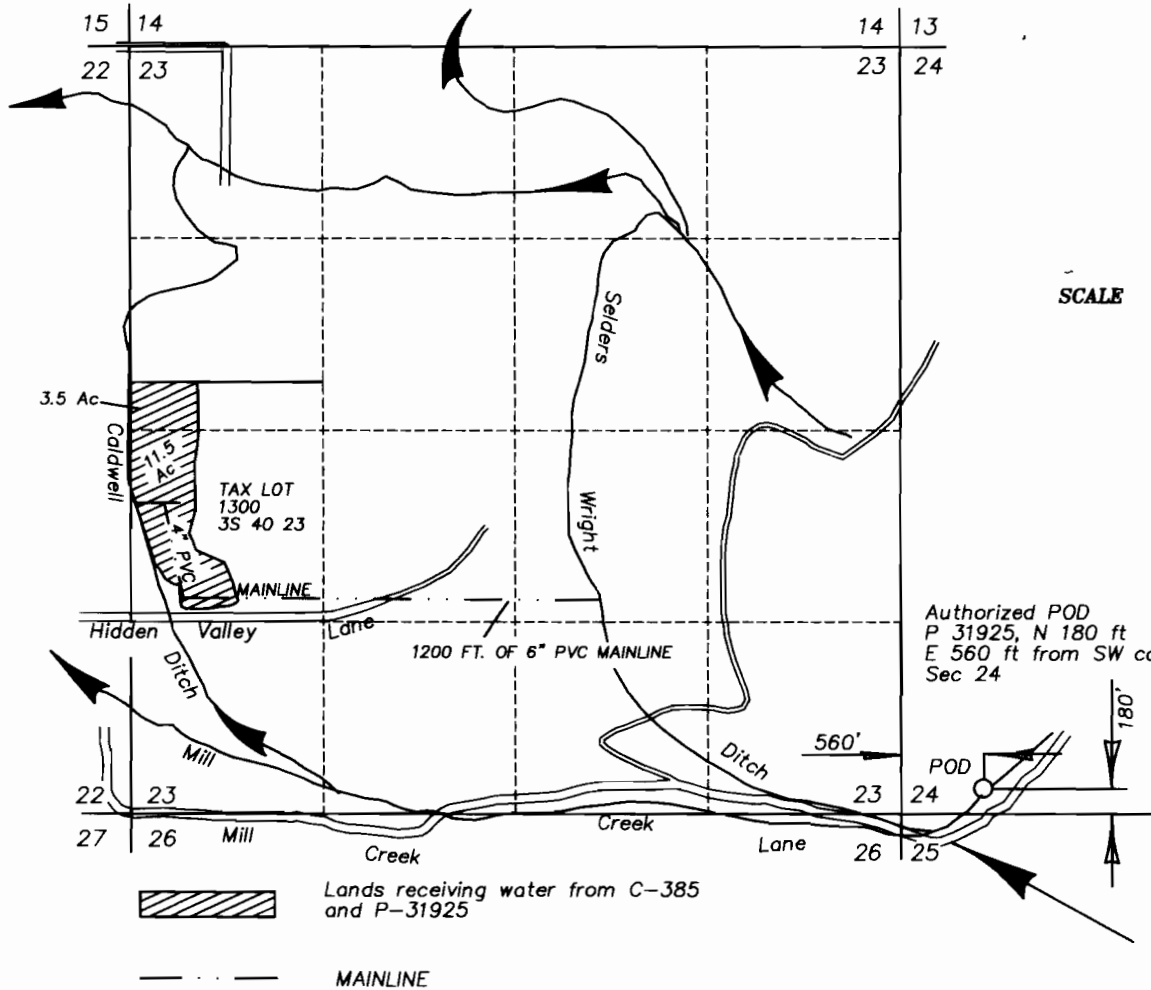 15 14
22 23
14 13
23 24
SCALE
3.5 Ac
11.5
Ac
Caldwell
Selders
TAX LOT
1300
3S 40 23
4" PVC
MAINLINE
Wright
Hidden Valley Lane
1200 FT. OF 6" PVC MAINLINE
Authorized POD
P 31925, N 180 ft
E 560 ft from SW co
Sec 24
180'
560'
POD
Ditch
Ditch
Mill
22 23
27 26
23 24
26 25
Mill Creek Creek Lane
Lands receiving water from C-385
and P-31925
MAINLINE